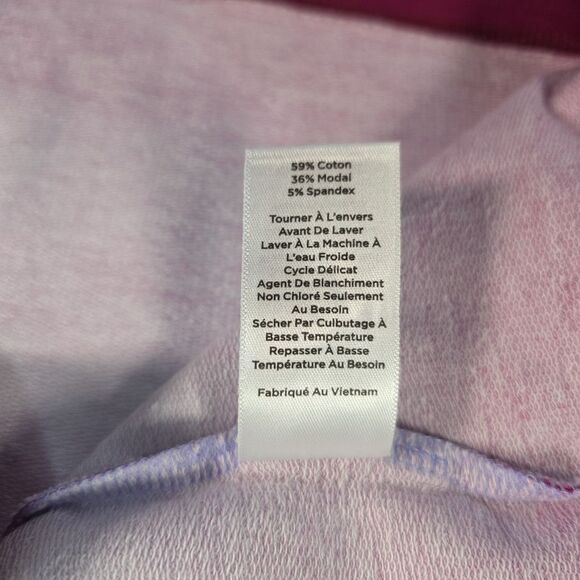 59% Coton
36% Modal
5% Spandex
Tourner À L'envers
Avant De Laver
Laver À La Machine À
L'eau Froide
Cycle Délicat
Agent De Blanchiment
Non Chloré Seulement
Au Besoin
Sécher Par Culbutage À
Basse Température
Repasser À Basse
Température Au Besoin
Fabriqué Au Vietnam